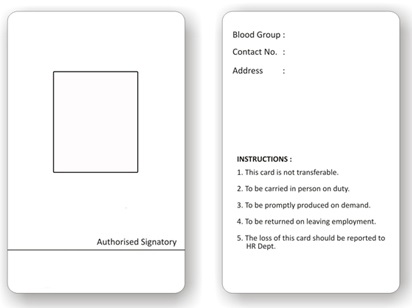 Authorised Signatory
Blood Group :
Contact No. :
Address :
INSTRUCTIONS :
1. This card is not transferable.
2. To be carried in person on duty.
3. To be promptly produced on demand.
4. To be returned on leaving employment.
5. The loss of this card should be reported to
HR Dept.